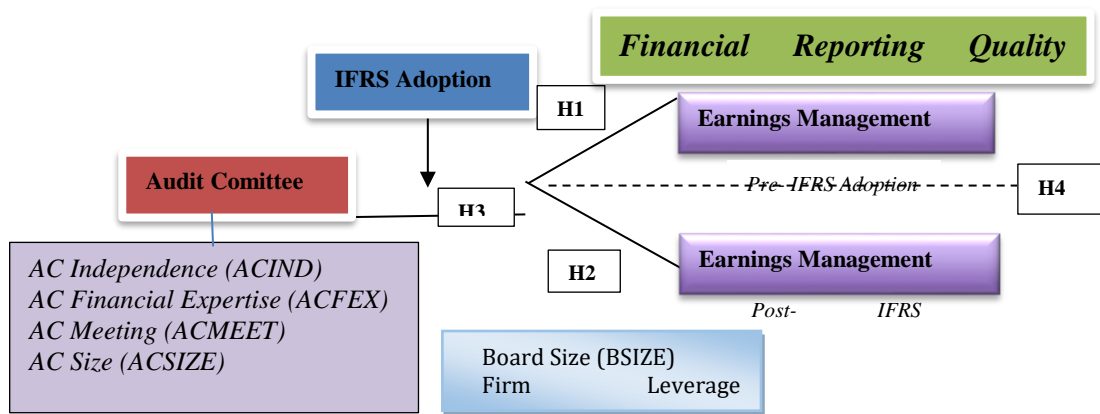 Financial Reporting Quality
IFRS Adoption
H1
Earnings Management
Pre- IFRS Adoption
H4
Audit Comittee
H3
H2
Earnings Management
Post- IFRS
AC Independence (ACIND)
AC Financial Expertise (ACFEX)
AC Meeting (ACMEET)
AC Size (ACSIZE)
Board Size (BSIZE)
Firm Leverage